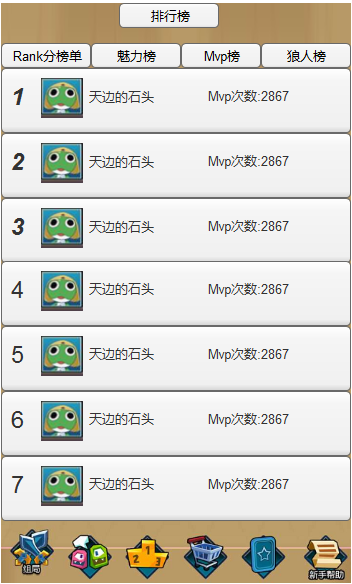 排行榜
Rank分榜单 魅力榜 Mvp榜 狼人榜
1 天边的石头 Mvp次数:2867
2 天边的石头 Mvp次数:2867
3 天边的石头 Mvp次数:2867
4 天边的石头 Mvp次数:2867
5 天边的石头 Mvp次数:2867
6 天边的石头 Mvp次数:2867
7 天边的石头 Mvp次数:2867
2 1 3
组局 新手帮助